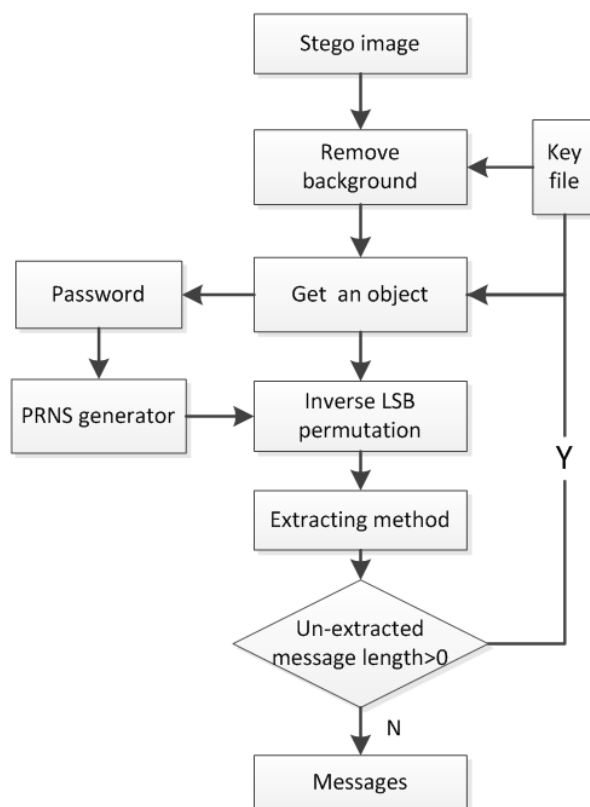 Stego image
Remove
background
Key
file
Password
Get an object
PRNS generator
Inverse LSB
permutation
Y
Extracting method
Un-extracted
message length>0
N
Messages